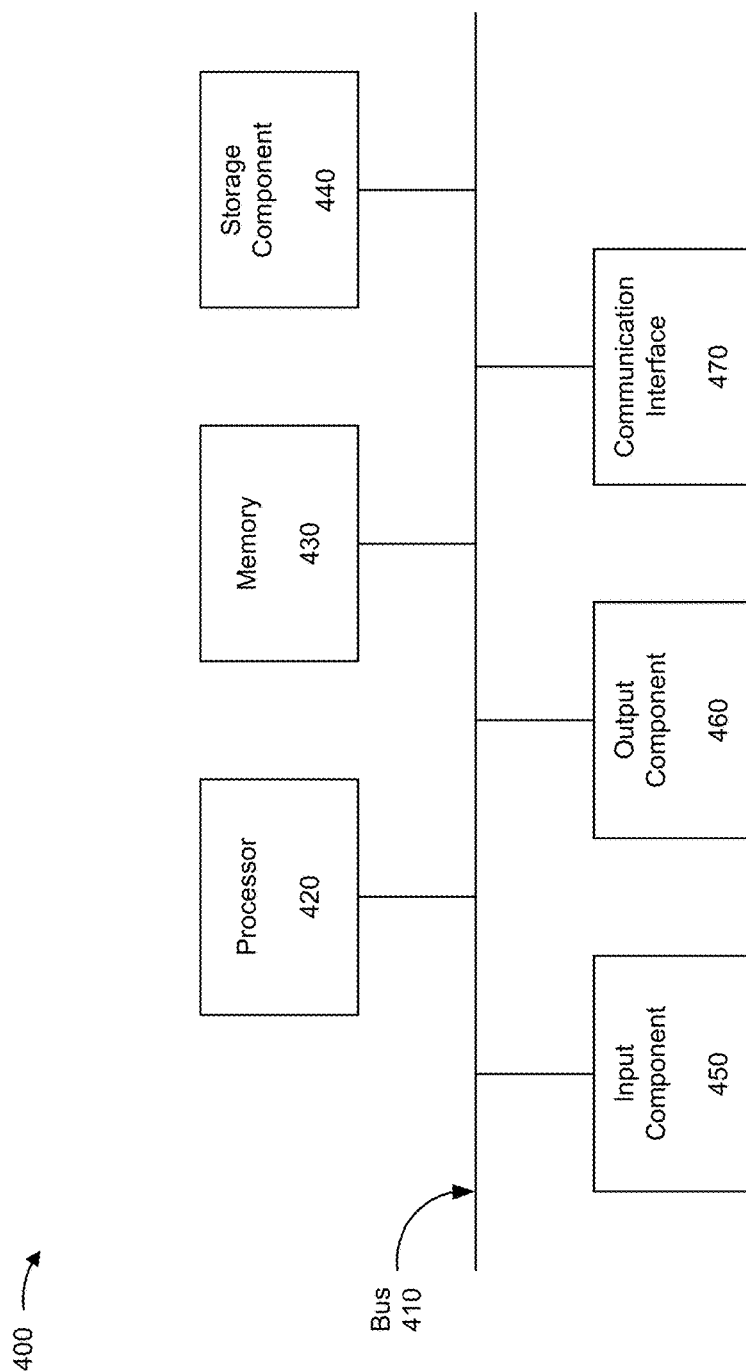 400
Processor
420
Memory
430
Storage
Component
440
Bus
410
Input
Component
450
Output
Component
460
Communication
Interface
470